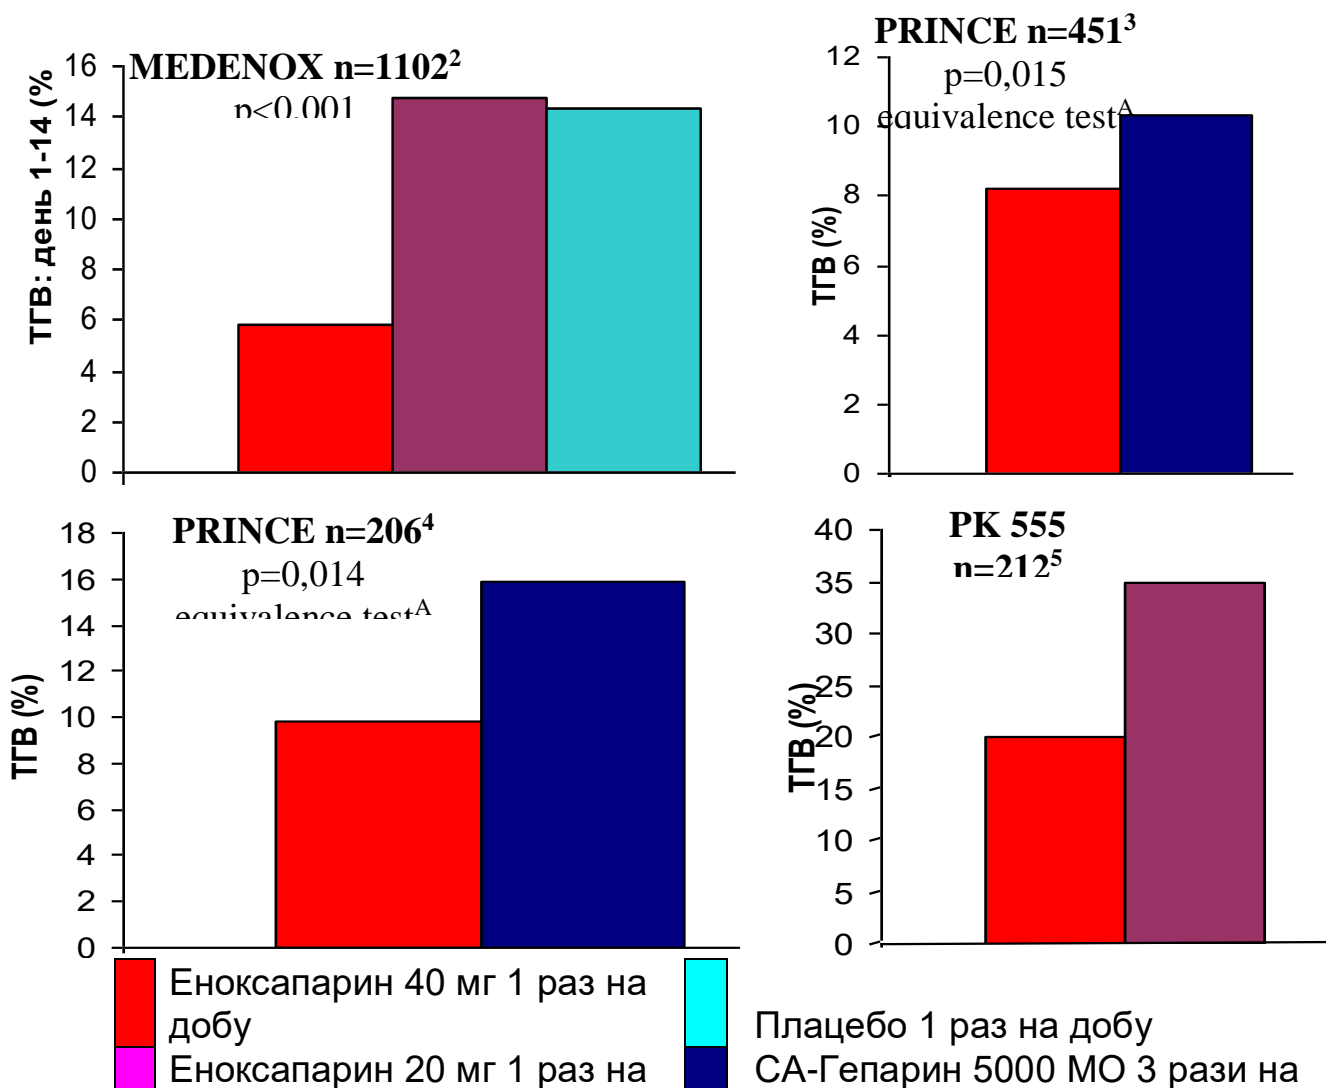 MEDENOX n=1102²
p<0,001
ТГВ: день 1-14 (%
16
14
12
10
8
6
4
2
0
PRINCE n=451³
p=0,015
equivalence testᴬ
ТГВ (%)
12
10
8
6
4
2
0
PRINCE n=206⁴
p=0,014
equivalence testᴬ
ТГВ (%)
18
16
14
12
10
8
6
4
2
0
PK 555
n=212⁵
ТГВ (%)
40
35
30
25
20
15
10
5
0
Еноксапарин 40 мг 1 раз на
добу
Еноксапарин 20 мг 1 раз на
Плацебо 1 раз на добу
СА-Гепарин 5000 МО 3 рази на